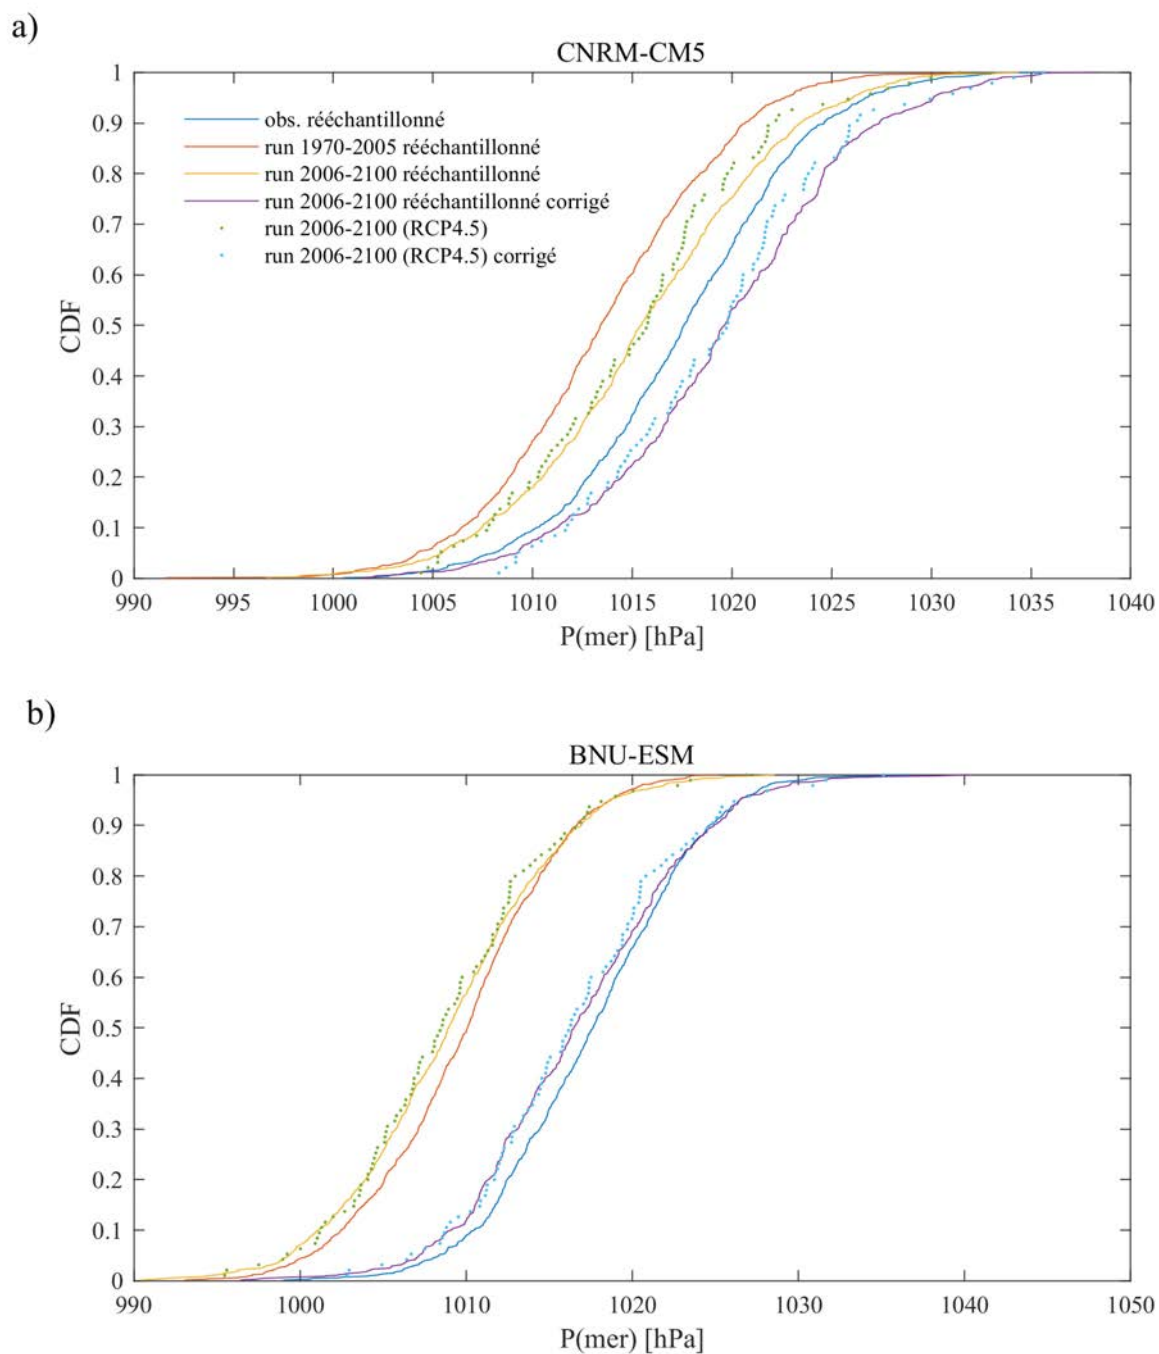 a)
CNRM-CM5
1
0.9
0.8
0.7
0.6
0.5
0.4
0.3
0.2
0.1
0
CDF
obs. rééchantillonné
run 1970-2005 rééchantillonné
run 2006-2100 rééchantillonné
run 2006-2100 rééchantillonné corrigé
run 2006-2100 (RCP4.5)
run 2006-2100 (RCP4.5) corrigé
990 995 1000 1005 1010 1015 1020 1025 1030 1035 1040
P(mer) [hPa]
b)
BNU-ESM
1
0.9
0.8
0.7
0.6
0.5
0.4
0.3
0.2
0.1
0
CDF
990 1000 1010 1020 1030 1040 1050
P(mer) [hPa]